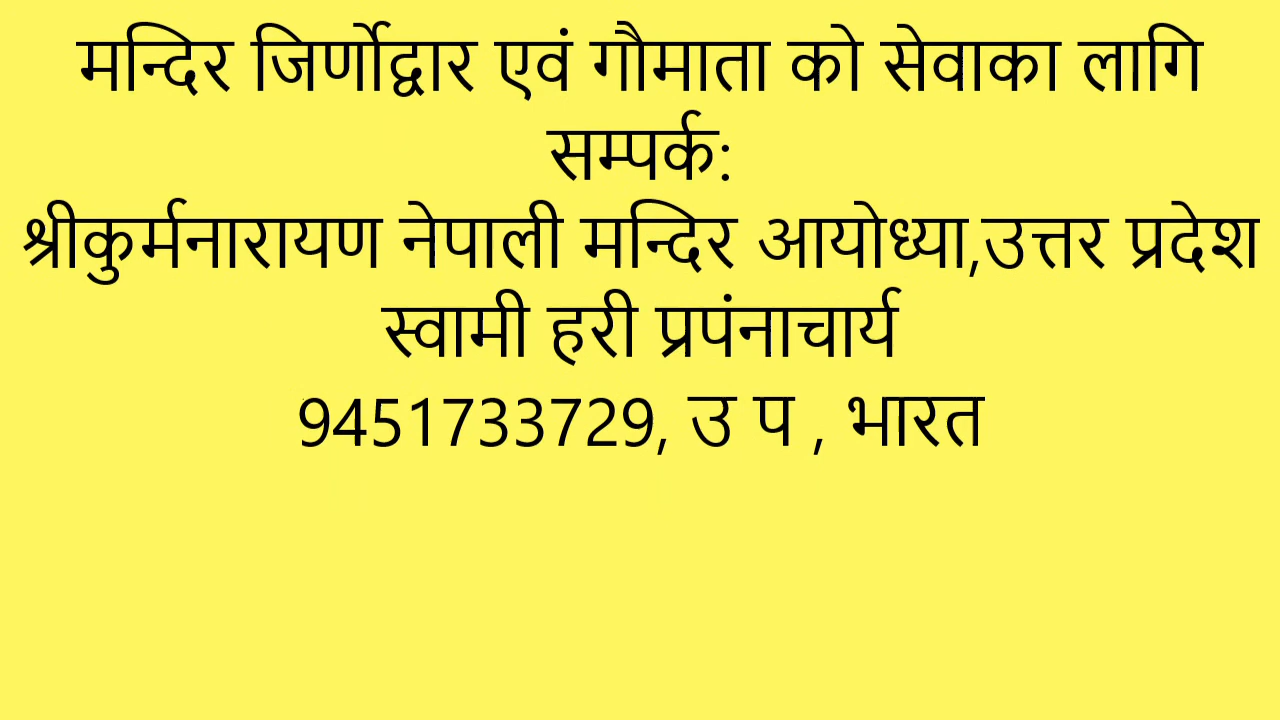 मन्दिर जिर्णोद्वार एवं गौमाता को सेवाका लागि
सम्पर्क:
श्रीकुर्मनारायण नेपाली मन्दिर आयोध्या,उत्तर प्रदेश
स्वामी हरी प्रपंनाचार्य
9451733729, उ प , भारत